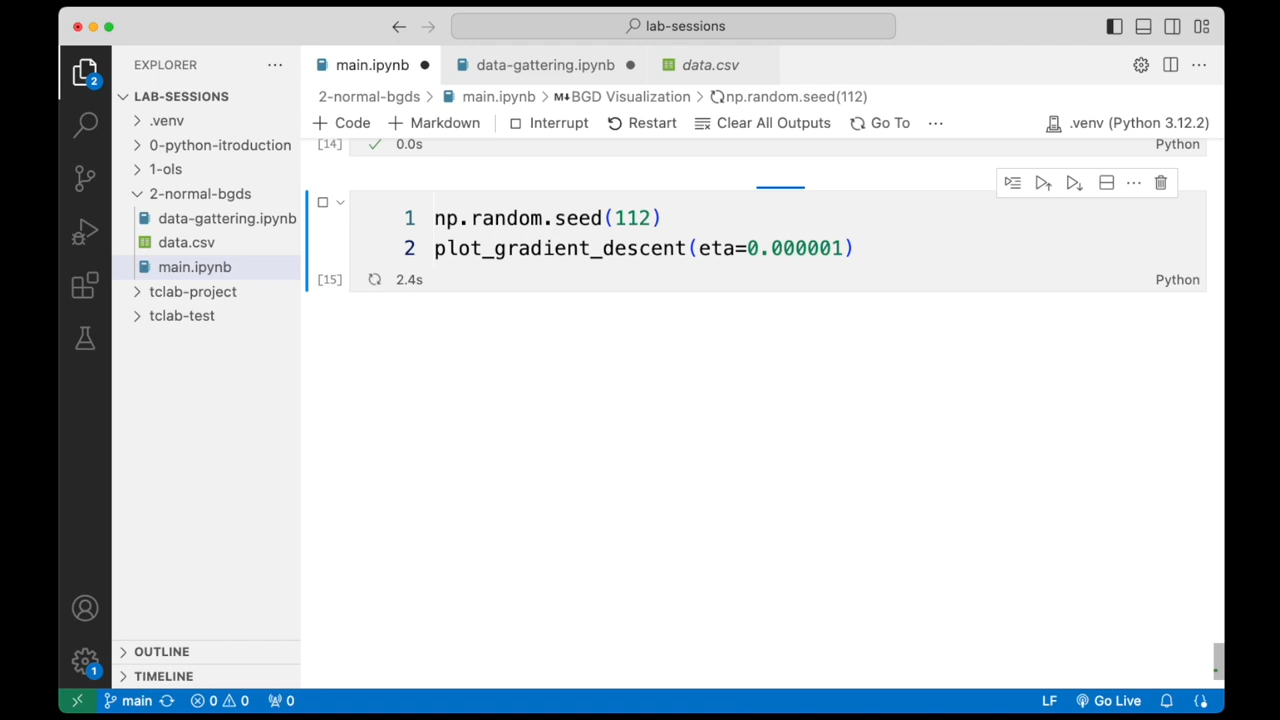 lab-sessions
EXPLORER
main.ipynb
data-gattering.ipynb
data.csv
2
LAB-SESSIONS
2-normal-bgds > main.ipynb > M↓BGD Visualization > np.random.seed(112)
.venv
Code
Markdown
Interrupt
Restart
Clear All Outputs
Go To
.venv (Python 3.12.2)
0-python-itroduction
[14]
0.0s
Python
1-ols
2-normal-bgds
data-gattering.ipynb
1 np.random.seed(112)
data.csv
2 plot_gradient_descent(eta=0.000001)
main.ipynb
[15]
2.4s
Python
tclab-project
tclab-test
OUTLINE
1
TIMELINE
main
0
0
0
LF
Go Live